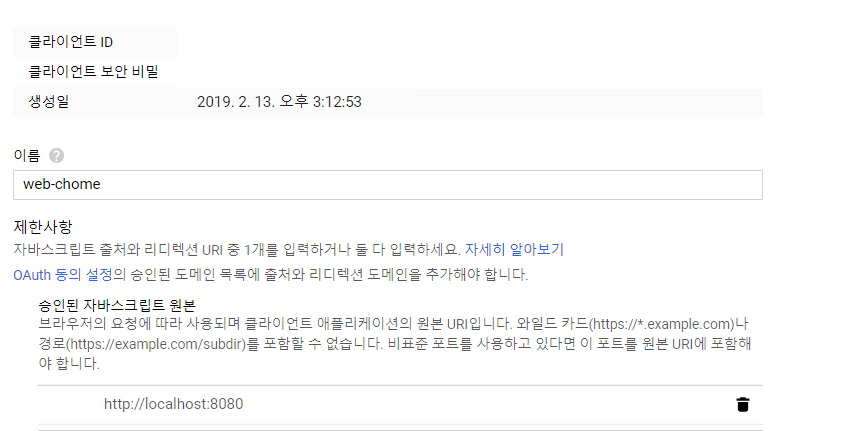 클라이언트 ID
클라이언트 보안 비밀
생성일 2019. 2. 13. 오후 3:12:53
이름 ?
web-chome
제한사항
자바스크립트 출처와 리디렉션 URI 중 1개를 입력하거나 둘 다 입력하세요. 자세히 알아보기
OAuth 동의 설정의 승인된 도메인 목록에 출처와 리디렉션 도메인을 추가해야 합니다.
승인된 자바스크립트 원본
브라우저의 요청에 따라 사용되며 클라이언트 애플리케이션의 원본 URI입니다. 와일드 카드(https://*.example.com)나
경로(https://example.com/subdir)를 포함할 수 없습니다. 비표준 포트를 사용하고 있다면 이 포트를 원본 URI에 포함해
야 합니다.
http://localhost:8080